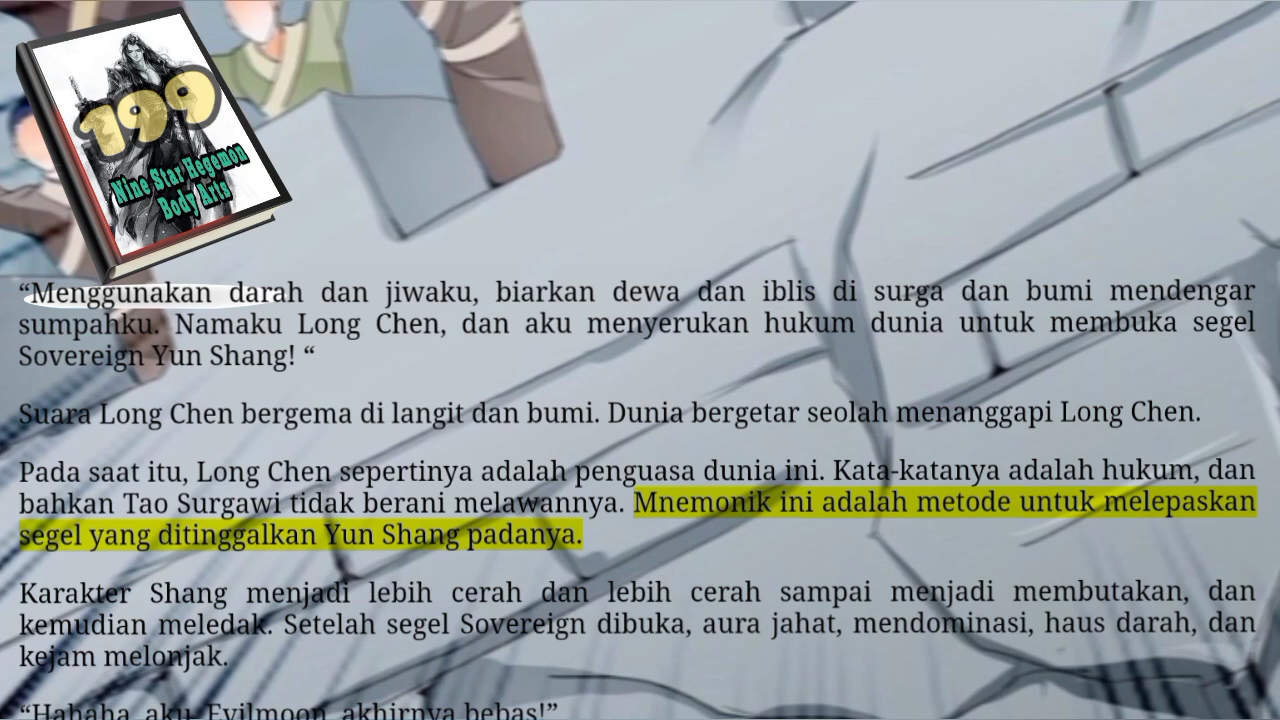 199
Nine Star Hegemon
Body Arts
“Menggunakan darah dan jiwaku, biarkan dewa dan iblis di surga dan bumi mendengar
sumpahku. Namaku Long Chen, dan aku menyerukan hukum dunia untuk membuka segel
Sovereign Yun Shang! “
Suara Long Chen bergema di langit dan bumi. Dunia bergetar seolah menanggapi Long Chen.
Pada saat itu, Long Chen sepertinya adalah penguasa dunia ini. Kata-katanya adalah hukum, dan
bahkan Tao Surgawi tidak berani melawannya. Mnemonik ini adalah metode untuk melepaskan
segel yang ditinggalkan Yun Shang padanya.
Karakter Shang menjadi lebih cerah dan lebih cerah sampai menjadi membutakan, dan
kemudian meledak. Setelah segel Sovereign dibuka, aura jahat, mendominasi, haus darah, dan
kejam melonjak.
“Hahaha, aku, Evilmoon, akhirnya bebas!”